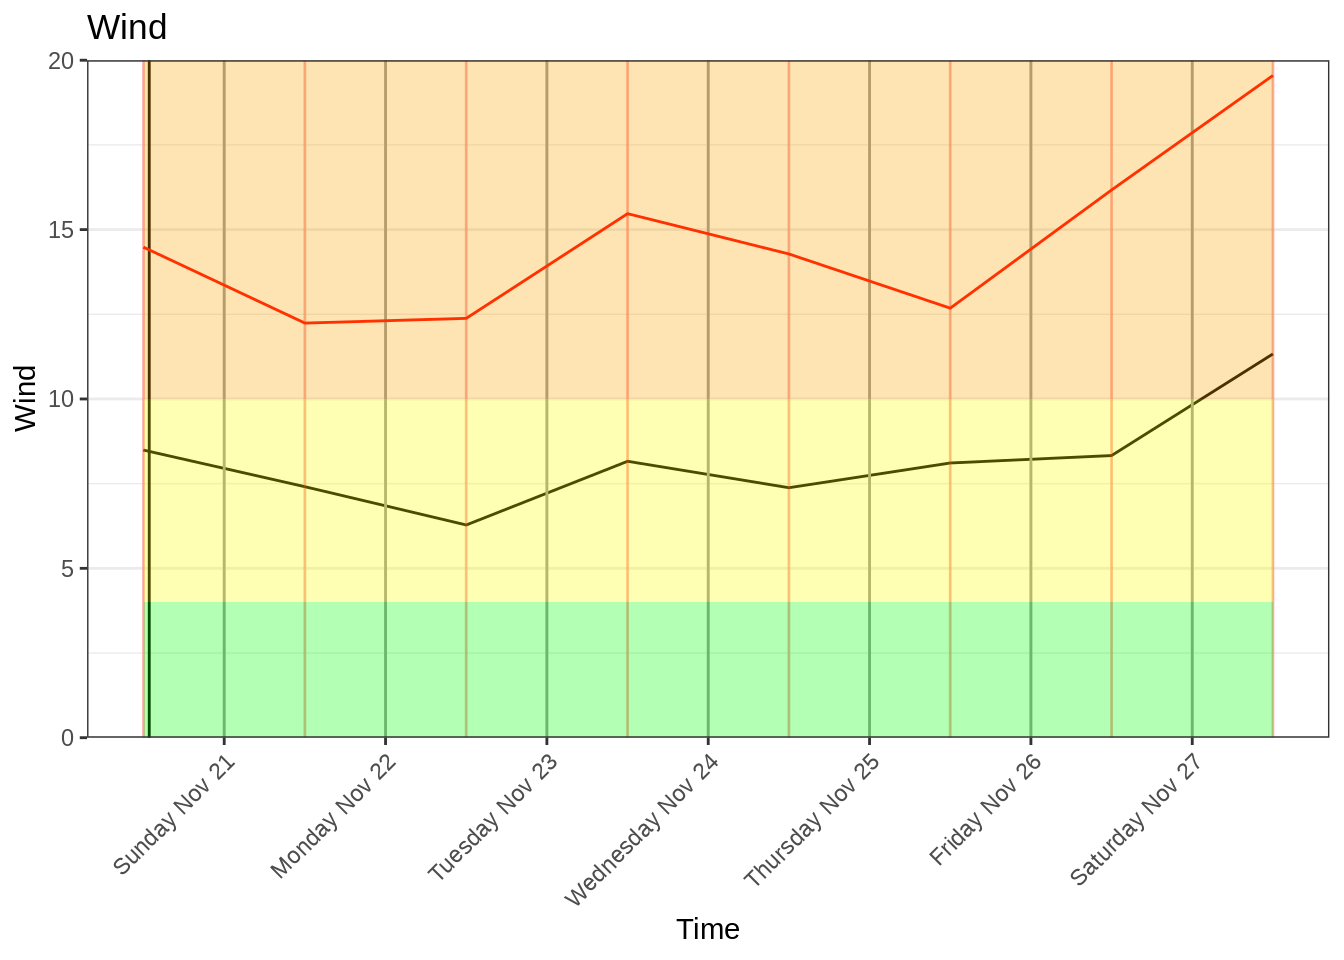 Wind
20
15
10
5
0
Wind
Sunday Nov 21
Monday Nov 22
Tuesday Nov 23
Wednesday Nov 24
Thursday Nov 25
Friday Nov 26
Saturday Nov 27
Time